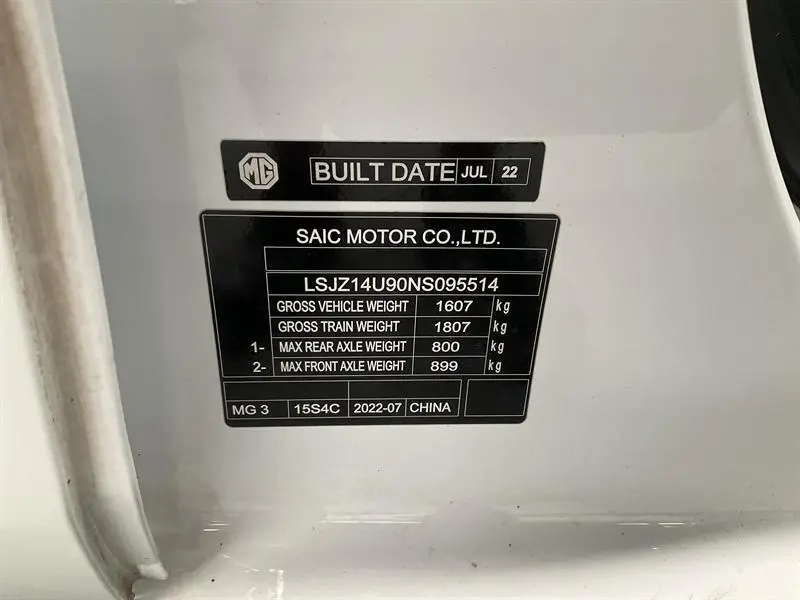 MG BUILT DATE JUL 22
SAIC MOTOR CO.,LTD.
LSJZ14U90NS095514
GROSS VEHICLE WEIGHT 1607 kg
GROSS TRAIN WEIGHT 1807 kg
1- MAX REAR AXLE WEIGHT 800 kg
2- MAX FRONT AXLE WEIGHT 899 kg
MG 3 15S4C 2022-07 CHINA